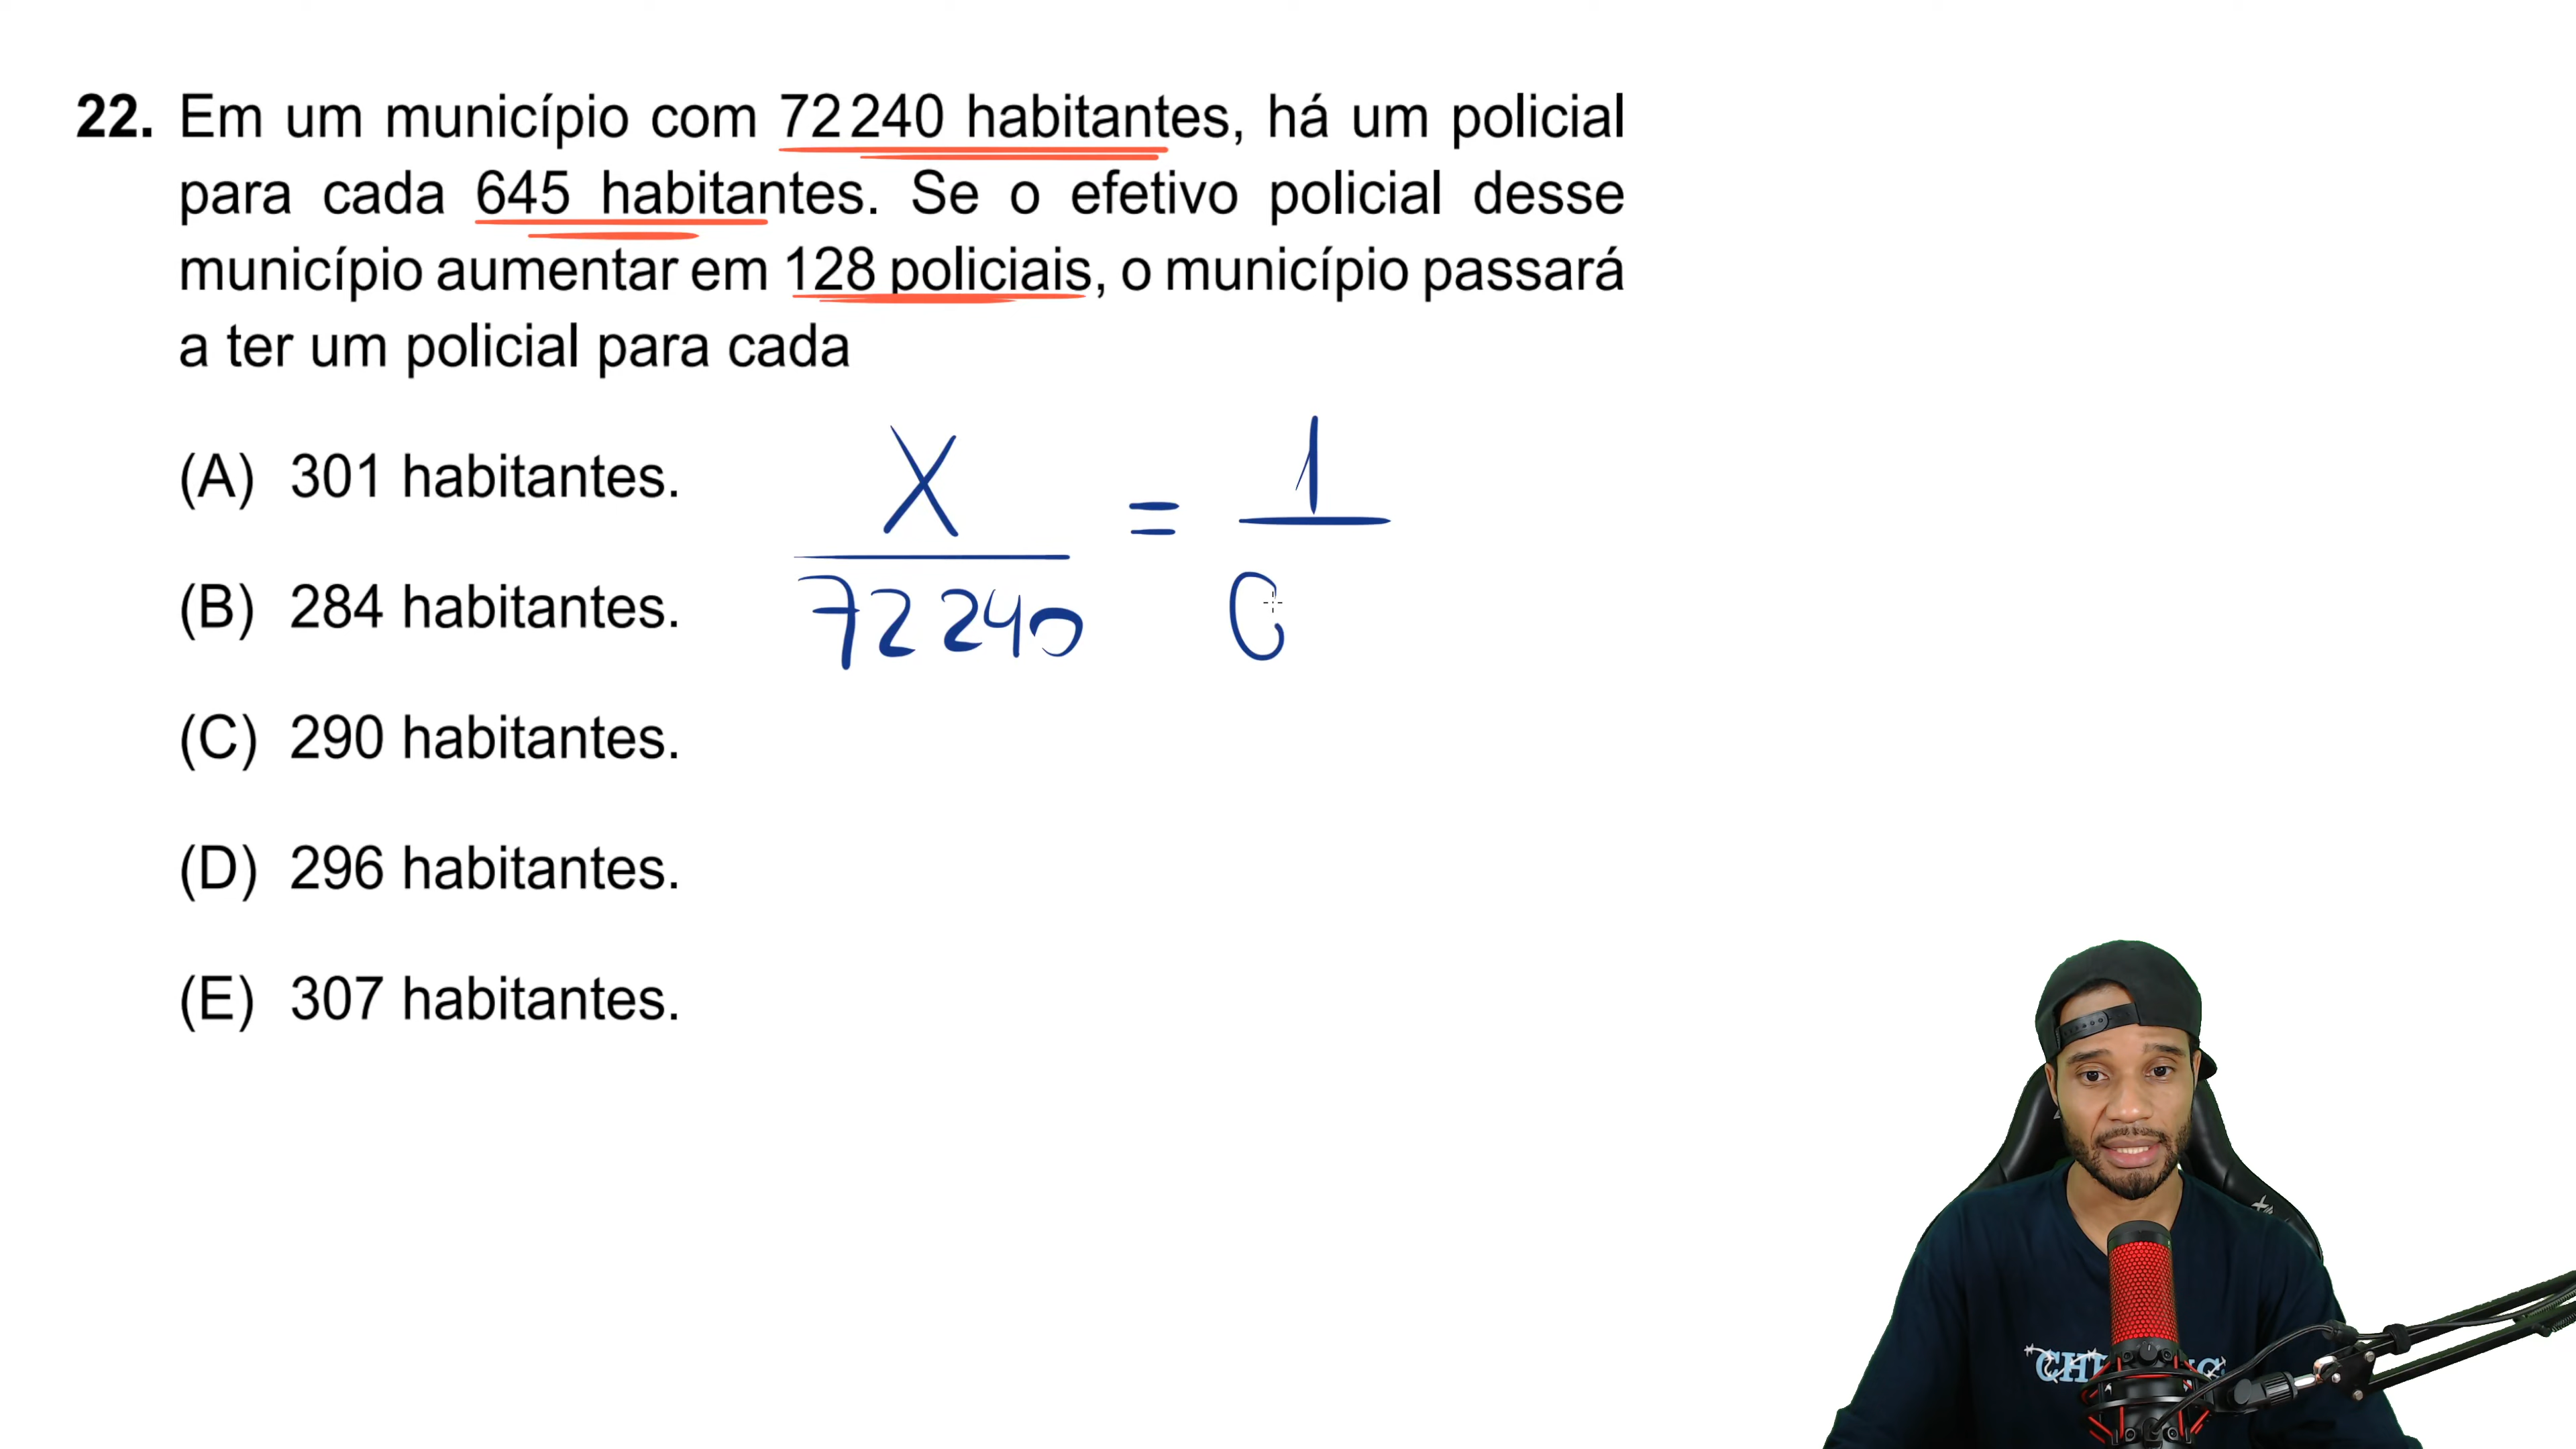 22. Em um município com 72 240 habitantes, há um policial
para cada 645 habitantes. Se o efetivo policial desse
município aumentar em 128 policiais, o município passará
a ter um policial para cada
(A) 301 habitantes.
(B) 284 habitantes.
(C) 290 habitantes.
(D) 296 habitantes.
(E) 307 habitantes.
X
72 240
=
1